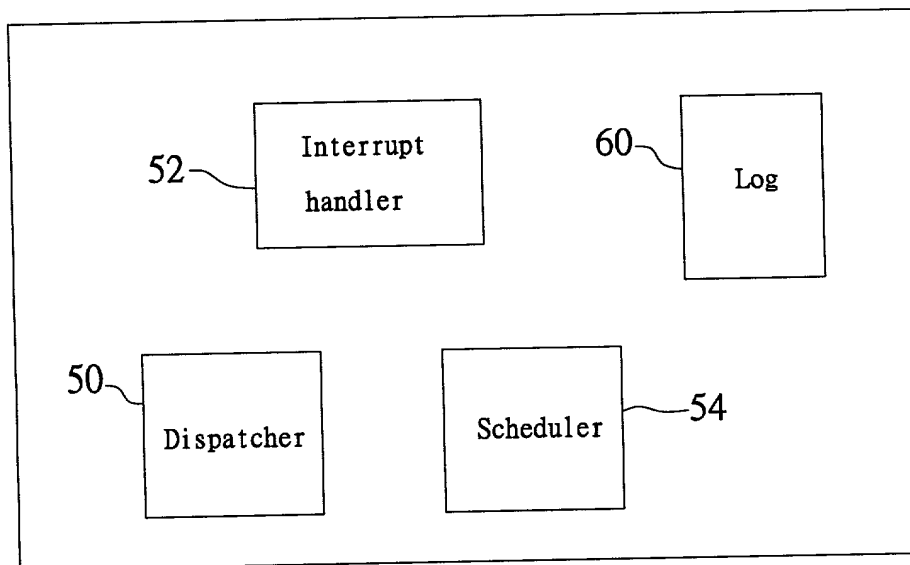 52
Interrupt
handler
60
Log
50
Dispatcher
Scheduler
54